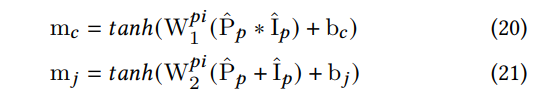 m_c = tanh(W_1^{pi}(P̂_p * Î_p) + b_c) (20)
m_j = tanh(W_2^{pi}(P̂_p + Î_p) + b_j) (21)